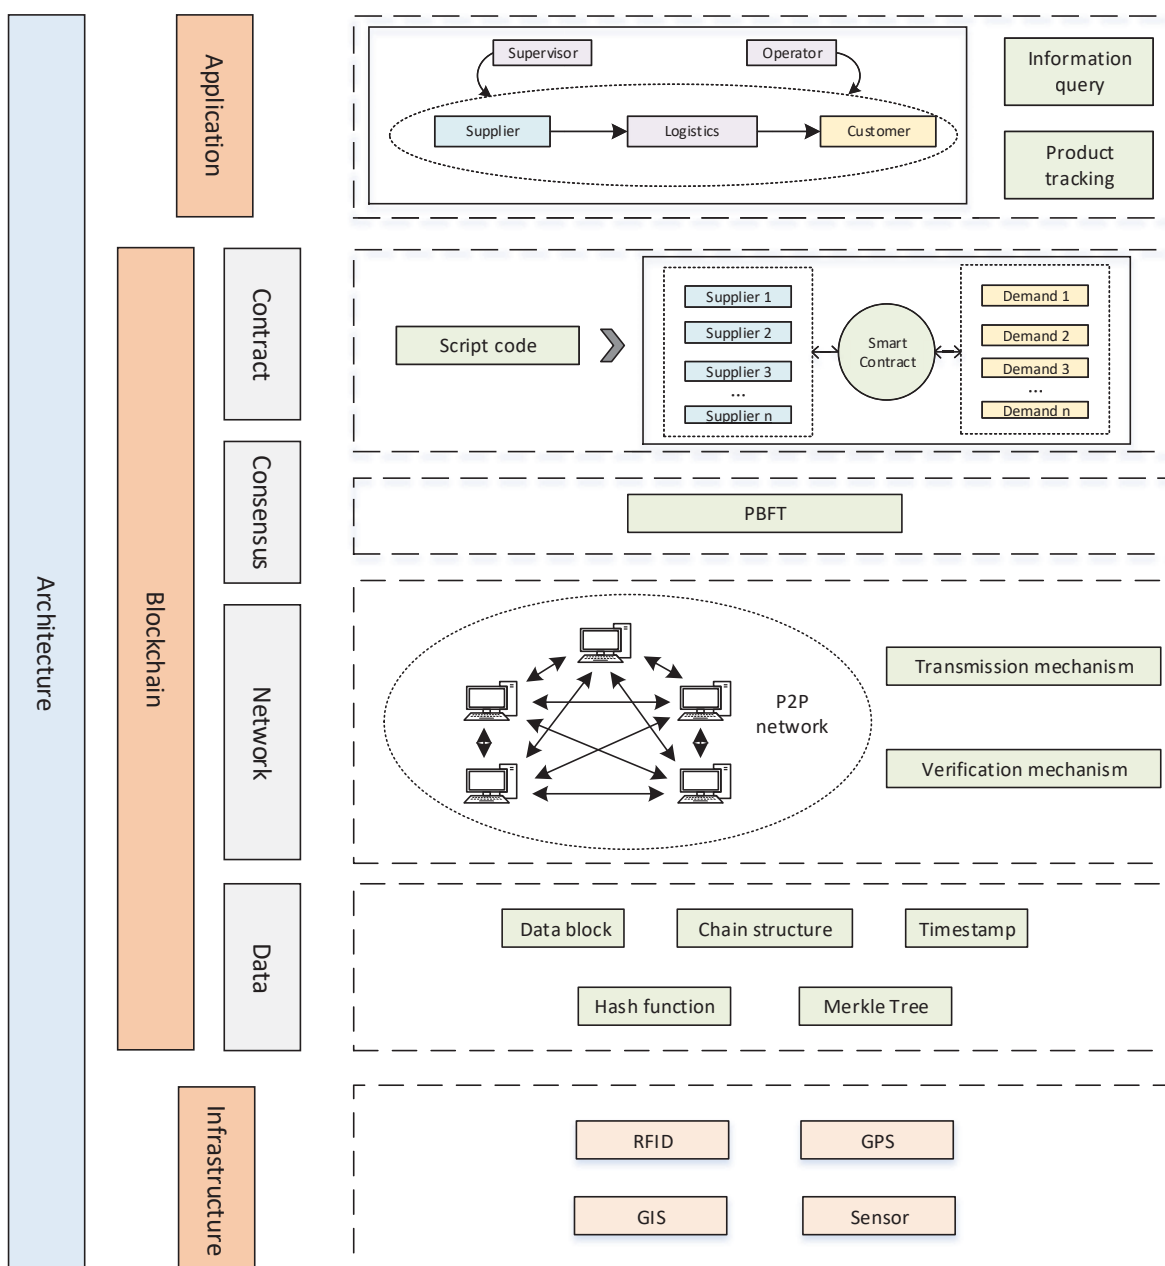 Architecture
Application
Supervisor
Operator
Supplier
Logistics
Customer
Information
query
Product
tracking
Blockchain
Contract
Script code
Supplier 1
Supplier 2
Supplier 3
...
Supplier n
Smart
Contract
Demand 1
Demand 2
Demand 3
...
Demand n
Consensus
PBFT
Network
P2P
network
Transmission mechanism
Verification mechanism
Data
Data block
Chain structure
Timestamp
Hash function
Merkle Tree
Infrastructure
RFID
GPS
GIS
Sensor